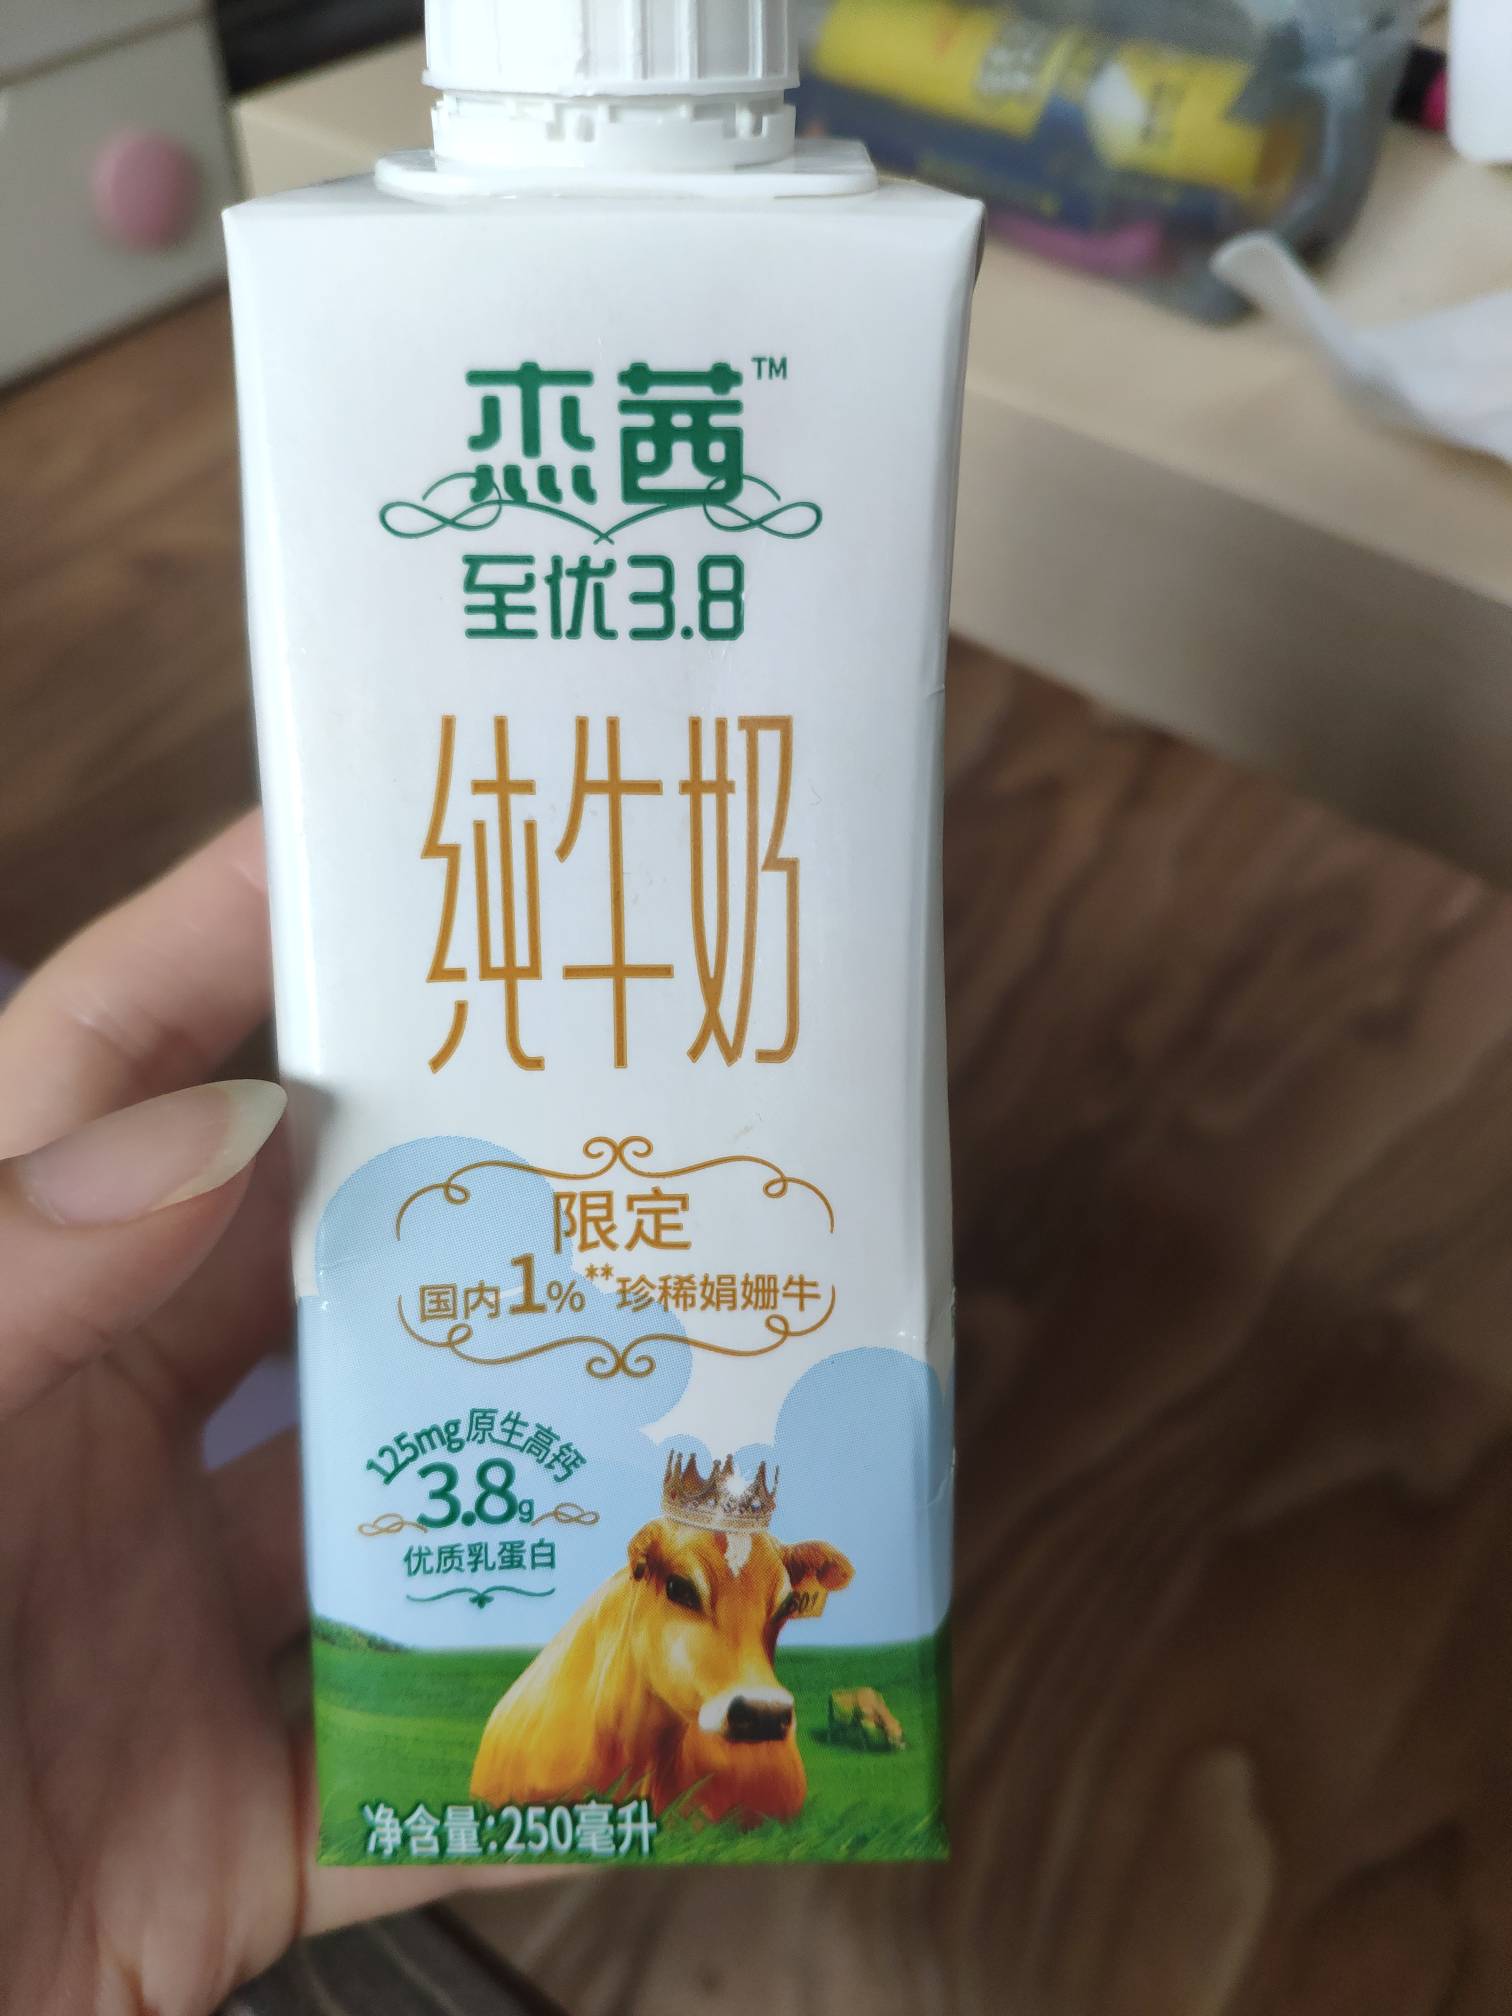 杰茜™
至优3.8
纯牛奶
限定
国内1%**珍稀娟姗牛
125mg原生高钙
3.8g
优质乳蛋白
601
净含量:250毫升